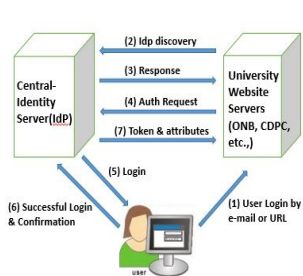 (2) Idp discovery
(3) Response
(4) Auth Request
(7) Token & attributes
Central-
Identity
Server(IdP)
University
Website
Servers
(ONB, CDPC,
etc.,)
(5) Login
(6) Successful Login
& Confirmation
(1) User Login by
e-mail or URL
user